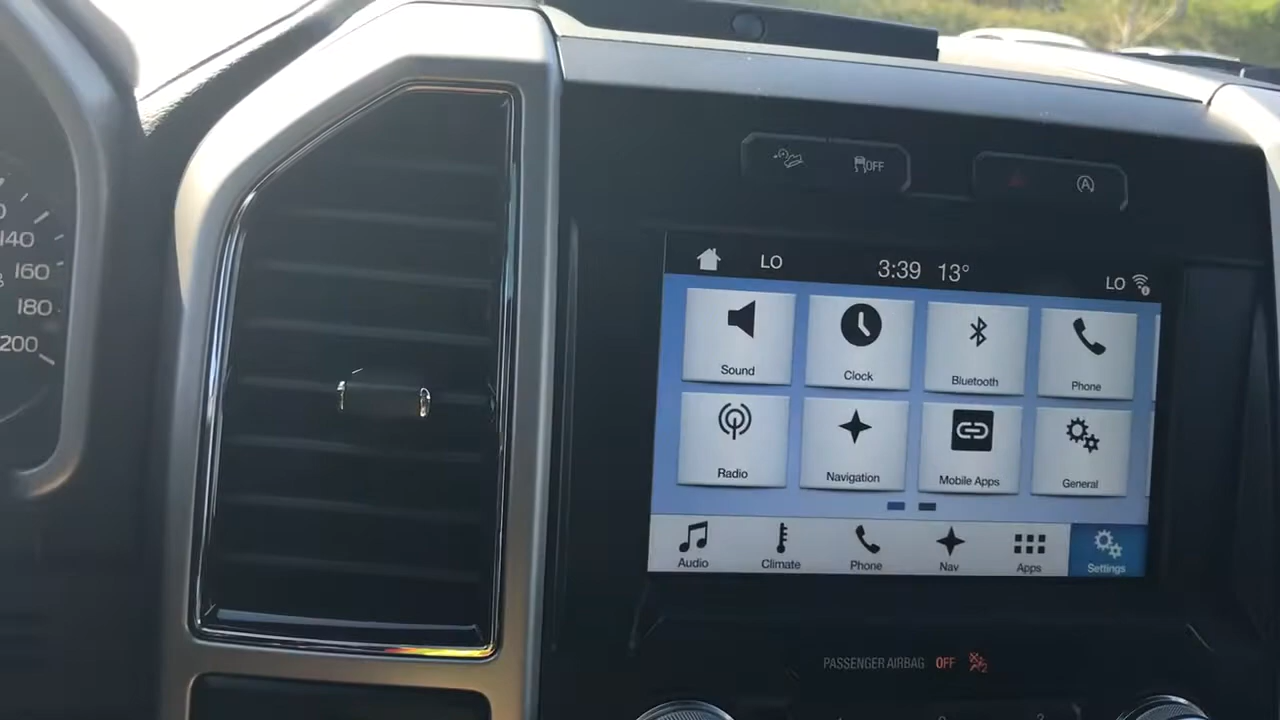 OFF
LO
3:39 13°
LO
Sound
Clock
Bluetooth
Phone
Radio
Navigation
Mobile Apps
General
Audio
Climate
Phone
Nav
Apps
Settings
PASSENGER AIRBAG OFF
140
160
180
200